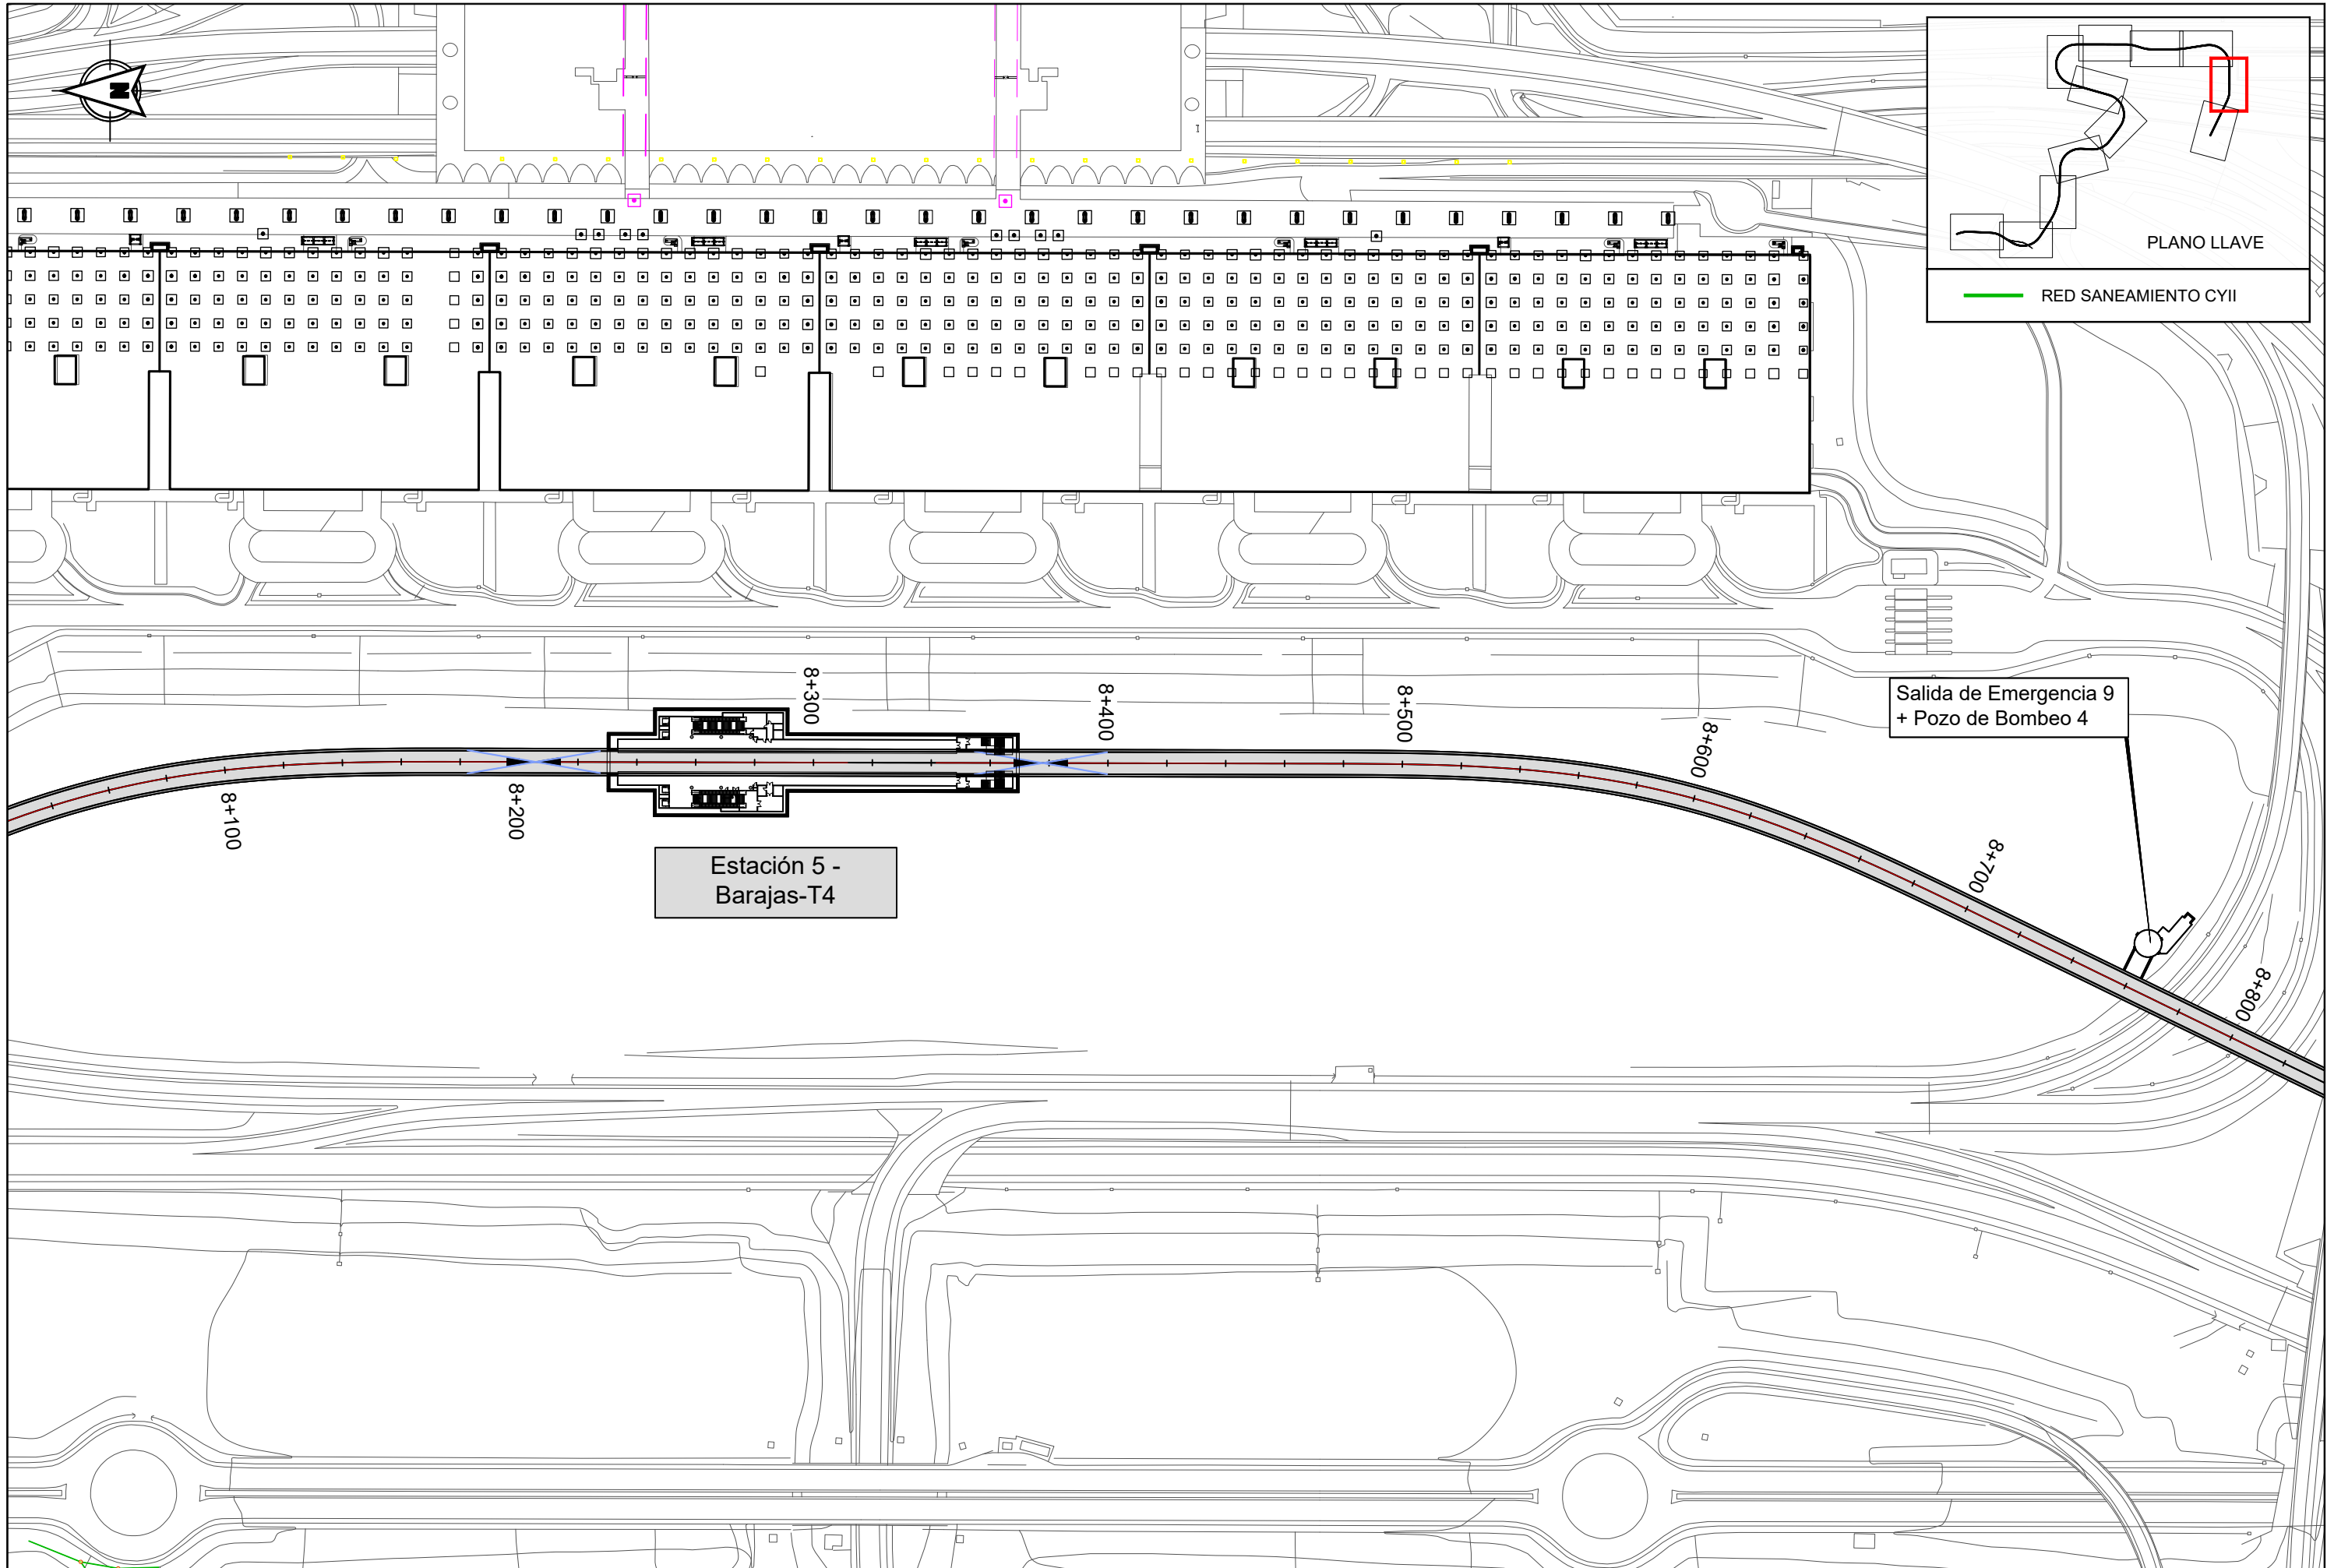 N
PLANO LLAVE
RED SANEAMIENTO CYII
8+100
8+200
8+300
8+400
8+500
8+600
8+700
8+800
Salida de Emergencia 9
+ Pozo de Bombeo 4
Estación 5 -
Barajas-T4